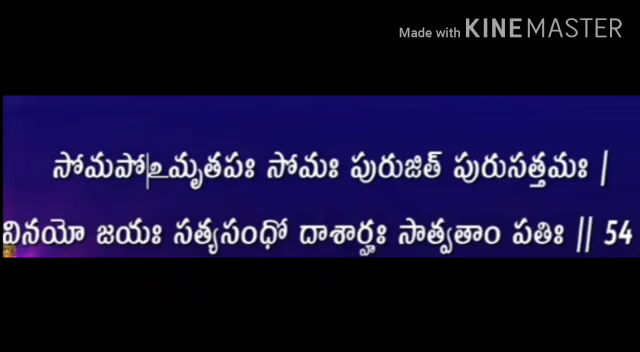 Made with KINEMASTER
సోమపోఽమృతపః సోమః పురుజిత్ పురుసత్తమః |
వినయో జయః సత్యసంధో దాశార్హః సాత్వతాం పతిః || 54